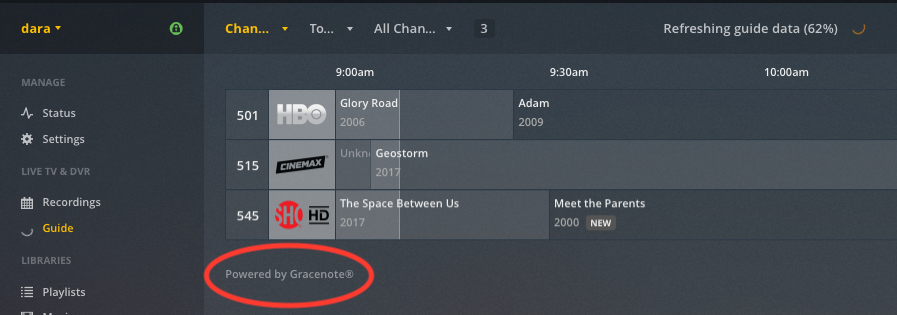 dara
Chan... To... All Chan... 3 Refreshing guide data (62%)
MANAGE
Status
Settings
LIVE TV & DVR
Recordings
Guide
LIBRARIES
Playlists
9:00am 9:30am 10:00am
501 HBO Glory Road Adam
2006 2009
515 CINEMAX Unkn Geostorm
2017
545 SHO HD The Space Between Us Meet the Parents
2017 2000 NEW
Powered by Gracenote®